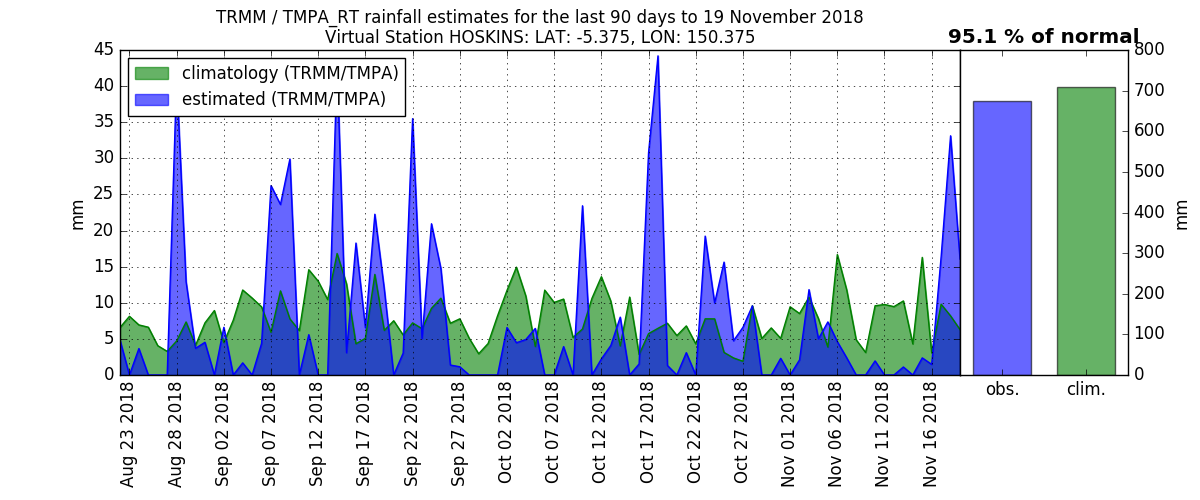 TRMM / TMPA_RT rainfall estimates for the last 90 days to 19 November 2018
Virtual Station HOSKINS: LAT: -5.375, LON: 150.375
95.1 % of normal
climatology (TRMM/TMPA)
estimated (TRMM/TMPA)
mm
45
40
35
30
25
20
15
10
5
0
Aug 23 2018
Aug 28 2018
Sep 02 2018
Sep 07 2018
Sep 12 2018
Sep 17 2018
Sep 22 2018
Sep 27 2018
Oct 02 2018
Oct 07 2018
Oct 12 2018
Oct 17 2018
Oct 22 2018
Oct 27 2018
Nov 01 2018
Nov 06 2018
Nov 11 2018
Nov 16 2018
800
700
600
500
400
300
200
100
0
mm
obs.
clim.